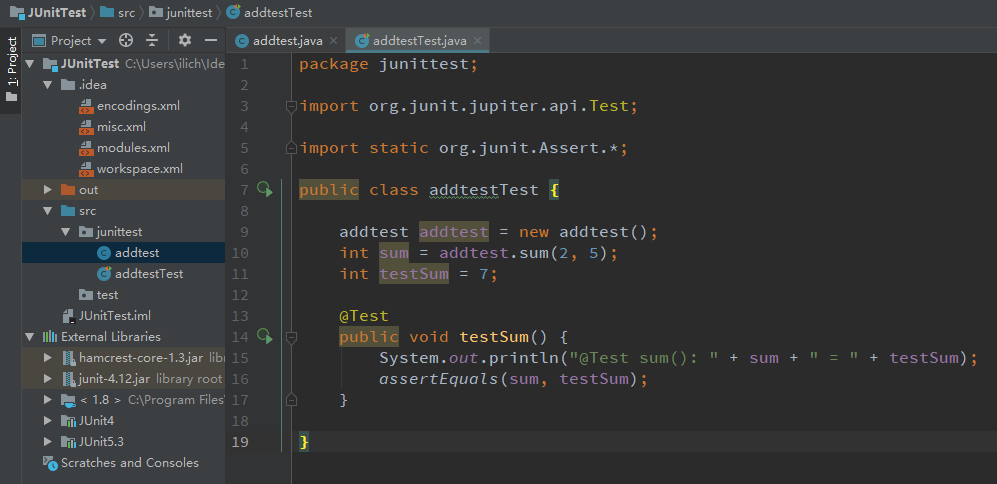 JUnitTest src junittest addtestTest
1: Project
Project
addtest.java addtestTest.java
JUnitTest C:\Users\ilich\Ide
.idea
encodings.xml
misc.xml
modules.xml
workspace.xml
out
src
junittest
addtest
addtestTest
test
JUnitTest.iml
External Libraries
hamcrest-core-1.3.jar libr
junit-4.12.jar library root
< 1.8 > C:\Program Files\
JUnit4
JUnit5.3
Scratches and Consoles
1 package junittest;
2
3 import org.junit.jupiter.api.Test;
4
5 import static org.junit.Assert.*;
6
7 public class addtestTest {
8
9 addtest addtest = new addtest();
10 int sum = addtest.sum(2, 5);
11 int testSum = 7;
12
13 @Test
14 public void testSum() {
15 System.out.println("@Test sum(): " + sum + " = " + testSum);
16 assertEquals(sum, testSum);
17 }
18
19 }